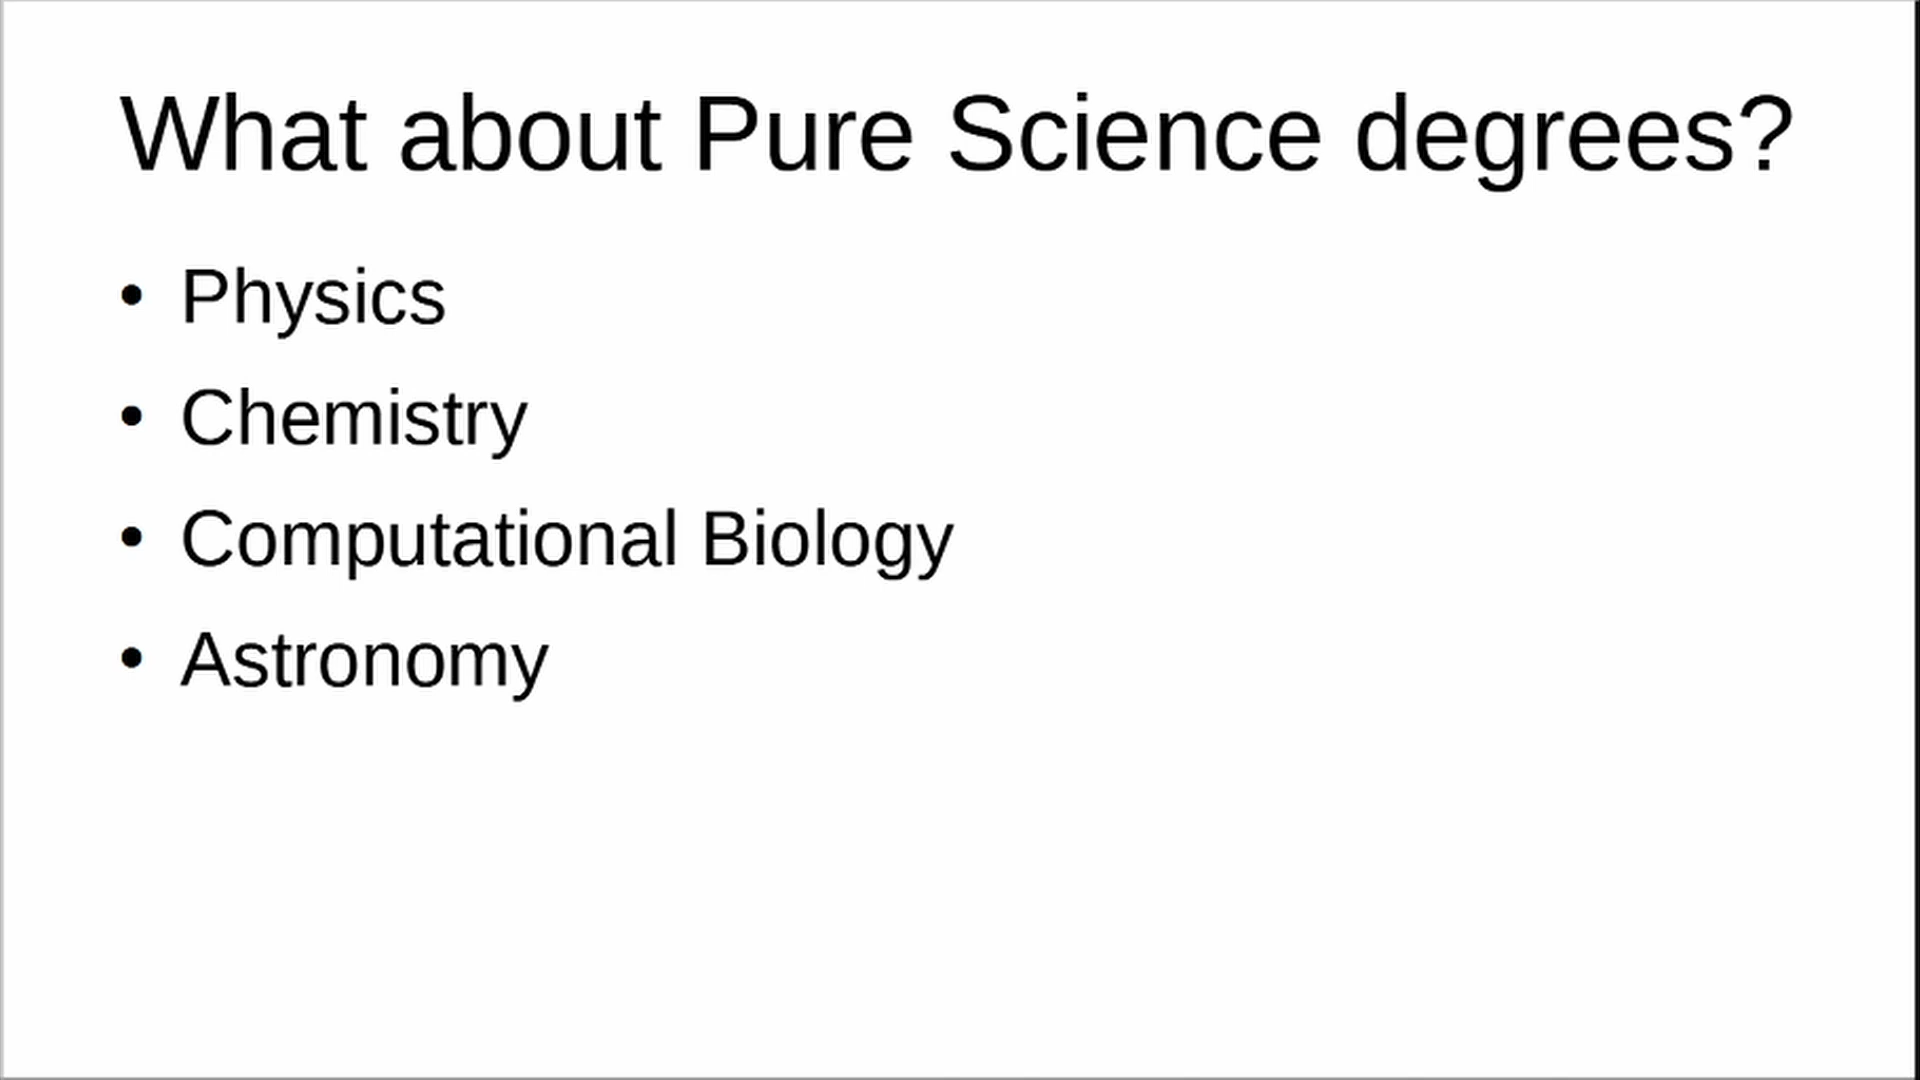 What about Pure Science degrees?
• Physics
• Chemistry
• Computational Biology
• Astronomy